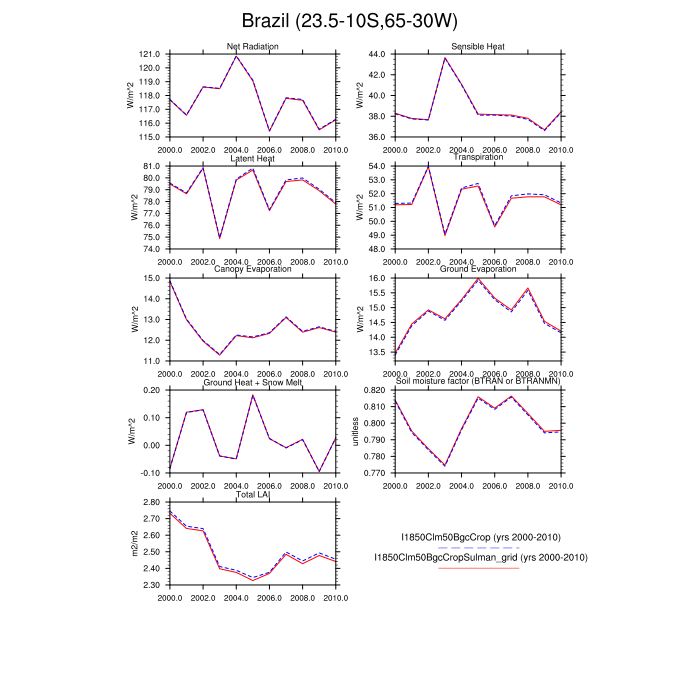 Brazil (23.5-10S,65-30W)
Net Radiation
W/m^2
121.0
120.0
119.0
118.0
117.0
116.0
115.0
2000.0 2002.0 2004.0 2006.0 2008.0 2010.0
Sensible Heat
W/m^2
44.0
42.0
40.0
38.0
36.0
2000.0 2002.0 2004.0 2006.0 2008.0 2010.0
Latent Heat
W/m^2
81.0
80.0
79.0
78.0
77.0
76.0
75.0
74.0
2000.0 2002.0 2004.0 2006.0 2008.0 2010.0
Transpiration
W/m^2
54.0
53.0
52.0
51.0
50.0
49.0
48.0
2000.0 2002.0 2004.0 2006.0 2008.0 2010.0
Canopy Evaporation
W/m^2
15.0
14.0
13.0
12.0
11.0
2000.0 2002.0 2004.0 2006.0 2008.0 2010.0
Ground Evaporation
W/m^2
16.0
15.5
15.0
14.5
14.0
13.5
2000.0 2002.0 2004.0 2006.0 2008.0 2010.0
Ground Heat + Snow Melt
W/m^2
0.20
0.10
0.00
-0.10
2000.0 2002.0 2004.0 2006.0 2008.0 2010.0
Soil moisture factor (BTRAN or BTRANMN)
unitless
0.820
0.810
0.800
0.790
0.780
0.770
2000.0 2002.0 2004.0 2006.0 2008.0 2010.0
Total LAI
m2/m2
2.80
2.70
2.60
2.50
2.40
2.30
2000.0 2002.0 2004.0 2006.0 2008.0 2010.0
I1850Clm50BgcCrop (yrs 2000-2010)
I1850Clm50BgcCropSulman_grid (yrs 2000-2010)